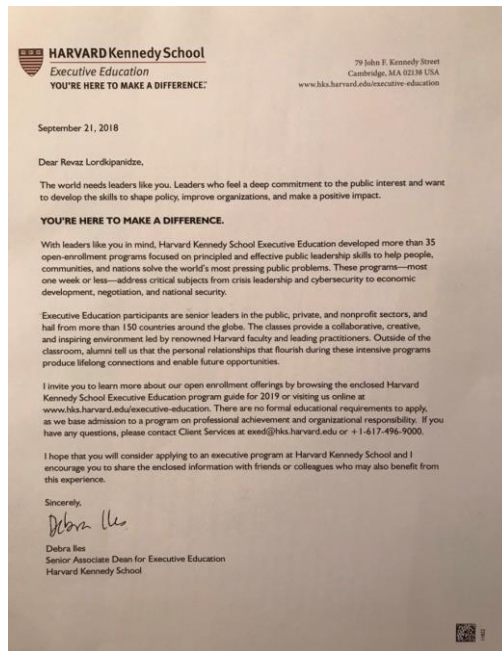 HARVARD Kennedy School
Executive Education
YOU'RE HERE TO MAKE A DIFFERENCE.™
79 John F. Kennedy Street
Cambridge, MA 02138 USA
www.hks.harvard.edu/executive-education
September 21, 2018
Dear Revaz Lordkipanidze,
The world needs leaders like you. Leaders who feel a deep commitment to the public interest and want
to develop the skills to shape policy, improve organizations, and make a positive impact.
YOU'RE HERE TO MAKE A DIFFERENCE.
With leaders like you in mind, Harvard Kennedy School Executive Education developed more than 35
open-enrollment programs focused on principled and effective public leadership skills to help people,
communities, and nations solve the world's most pressing public problems. These programs—most
one week or less—address critical subjects from crisis leadership and cybersecurity to economic
development, negotiation, and national security.
Executive Education participants are senior leaders in the public, private, and nonprofit sectors, and
hail from more than 150 countries around the globe. The classes provide a collaborative, creative,
and inspiring environment led by renowned Harvard faculty and leading practitioners. Outside of the
classroom, alumni tell us that the personal relationships that flourish during these intensive programs
produce lifelong connections and enable future opportunities.
I invite you to learn more about our open enrollment offerings by browsing the enclosed Harvard
Kennedy School Executive Education program guide for 2019 or visiting us online at
www.hks.harvard.edu/executive-education. There are no formal educational requirements to apply,
as we base admission to a program on professional achievement and organizational responsibility. If you
have any questions, please contact Client Services at exed@hks.harvard.edu or +1-617-496-9000.
I hope that you will consider applying to an executive program at Harvard Kennedy School and I
encourage you to share the enclosed information with friends or colleagues who may also benefit from
this experience.
Sincerely,
Debra Iles
Debra Iles
Senior Associate Dean for Executive Education
Harvard Kennedy School